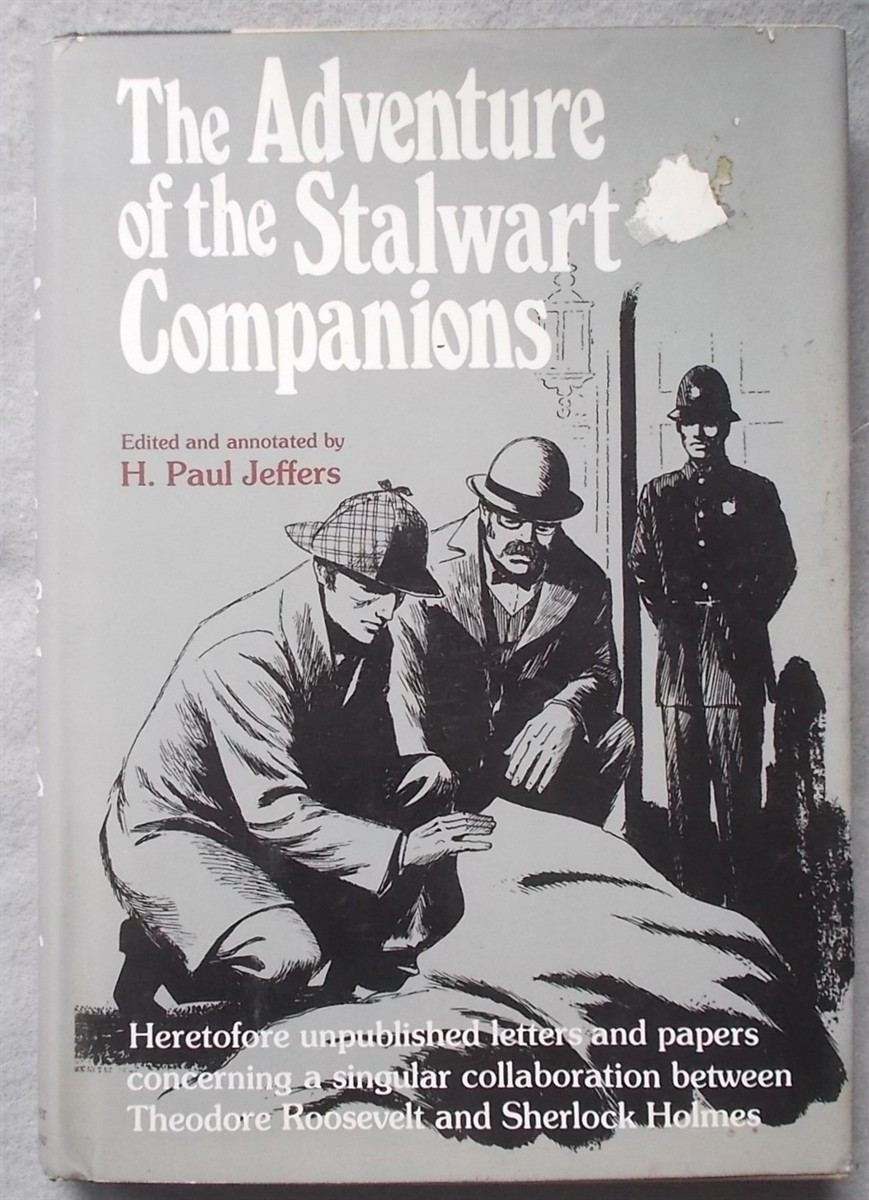 The Adventure
of the Stalwart
Companions
Edited and annotated by
H. Paul Jeffers
Heretofore unpublished letters and papers
concerning a singular collaboration between
Theodore Roosevelt and Sherlock Holmes